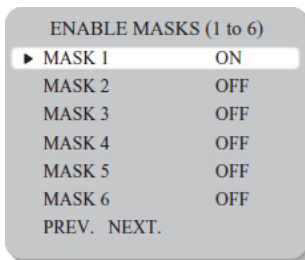 ENABLE MASKS (1 to 6)
MASK 1 ON
MASK 2 OFF
MASK 3 OFF
MASK 4 OFF
MASK 5 OFF
MASK 6 OFF
PREV. NEXT.